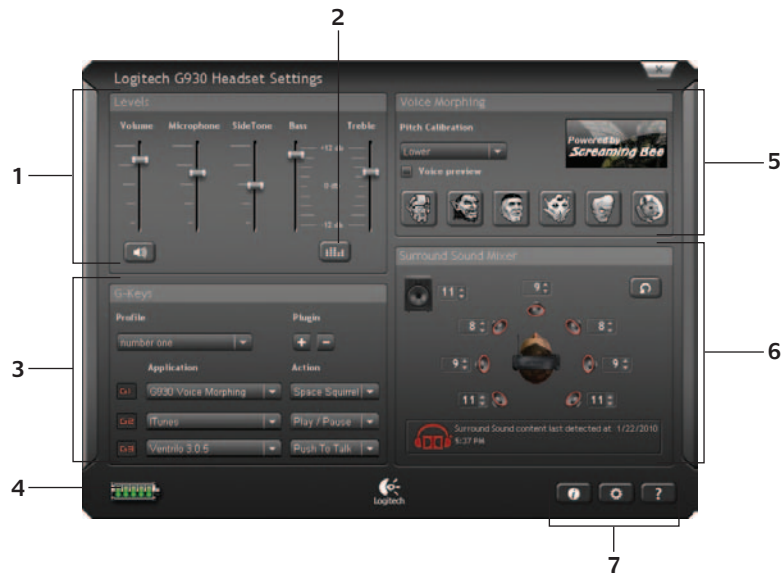 2
Logitech G930 Headset Settings
Levels
Volume Microphone SideTone Bass Treble
+12 db
0 db
-12 db
1
Voice Morphing
Pitch Calibration
Lower
Voice preview
Powered by
Screaming Bee
5
G-Keys
Profile Plugin
number one + -
Application Action
G930 Voice Morphing Space Squirrel
iTunes Play / Pause
Ventrilo 3.0.5 Push To Talk
3
Surround Sound Mixer
11 9
8 8
9 9
11 11
Surround Sound content last detected at 1/22/2010
5:37 PM
6
4
Logitech
i ?
7